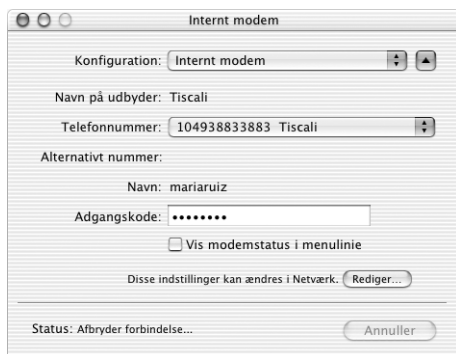 Internt modem
Konfiguration: Internt modem
Navn på udbyder: Tiscali
Telefonnummer: 104938833883 Tiscali
Alternativt nummer:
Navn: mariaruiz
Adgangskode: ••••••••
Vis modemstatus i menulinie
Disse indstillinger kan ændres i Netværk. Rediger...
Status: Afbryder forbindelse... Annuller